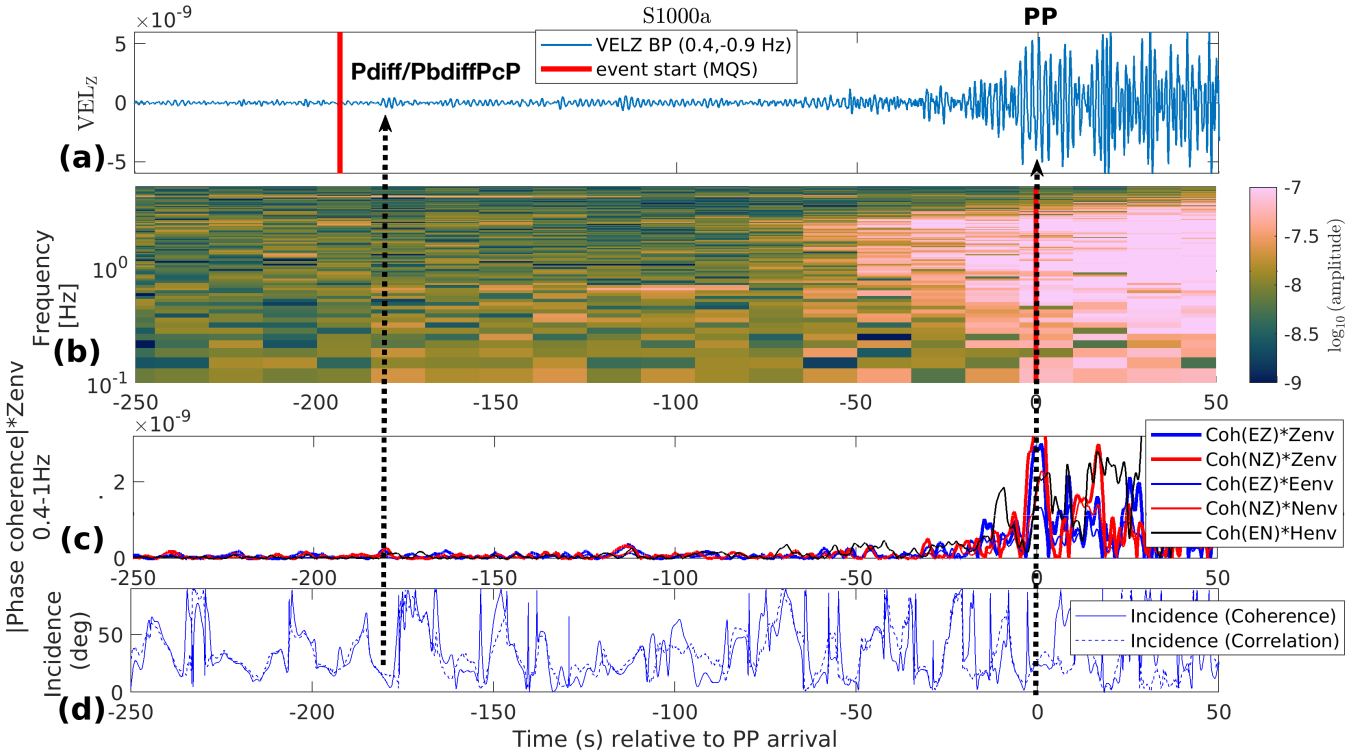 S1000a
PP
×10⁻⁹
VELZ BP (0.4,-0.9 Hz)
event start (MQS)
Pdiff/PbdiffPcP
5
0
-5
VEL_Z
(a)
Frequency
[Hz]
10⁰
10⁻¹
(b)
-250 -200 -150 -100 -50 0 50
-7
-7.5
-8
-8.5
-9
log₁₀(amplitude)
×10⁻⁹
|Phase coherence|*Zenv
0.4-1Hz
2
0
(c)
Coh(EZ)*Zenv
Coh(NZ)*Zenv
Coh(EZ)*Eenv
Coh(NZ)*Nenv
Coh(EN)*Henv
-250 -200 -150 -100 -50 0 50
Incidence
(deg)
50
0
(d)
Incidence (Coherence)
Incidence (Correlation)
-250 -200 -150 -100 -50 0 50
Time (s) relative to PP arrival